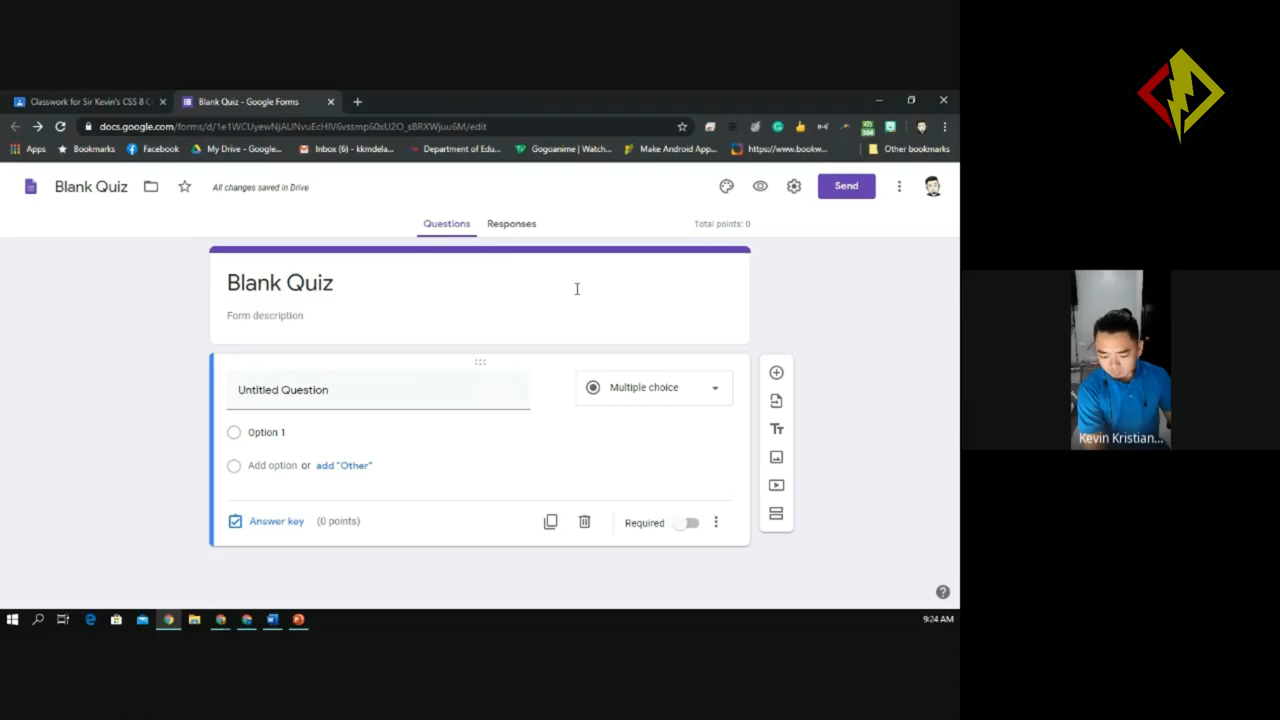 Classwork for Sir Kevin's CSS 8 C
Blank Quiz - Google Forms
docs.google.com/forms/d/1e1WCUyewNjAUNvuEcHIV6vssmp60xU2O_sBRXWjuu6M/edit
Apps
Bookmarks
Facebook
My Drive - Google...
Inbox (6) - kkmdela...
Department of Edu...
Gogoanime | Watch...
Make Android App...
https://www.bookw...
Other bookmarks
Blank Quiz
All changes saved in Drive
Send
Questions
Responses
Total points: 0
Blank Quiz
Form description
Untitled Question
Multiple choice
Option 1
Add option or add "Other"
Answer key (0 points)
Required
Kevin Kristian...
9:24 AM